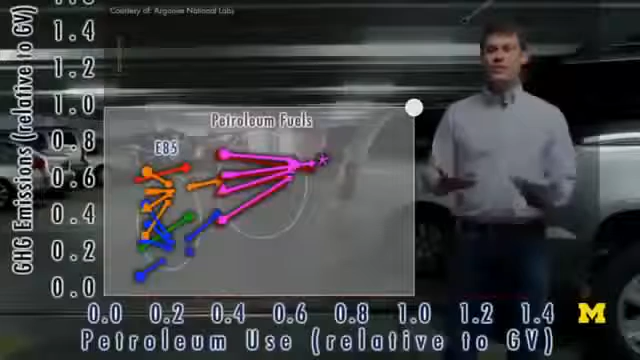 Courtesy of: Argonne National Labs
GHG Emissions (relative to GV)
1.4
1.2
1.0
0.8
0.6
0.4
0.2
0.0
Petroleum Fuels
E85
0.0 0.2 0.4 0.6 0.8 1.0 1.2 1.4
Petroleum Use (relative to GV)
M